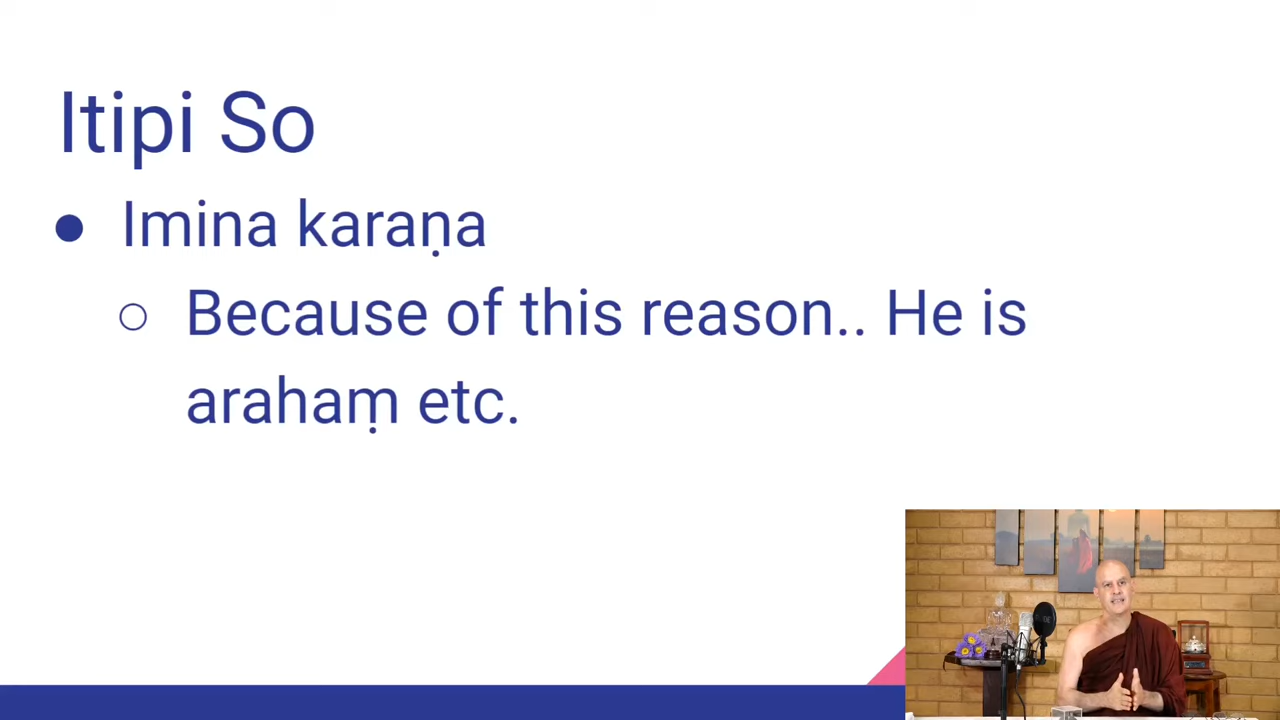 Itipi So
● Imina karaṇa
○ Because of this reason.. He is
arahaṃ etc.